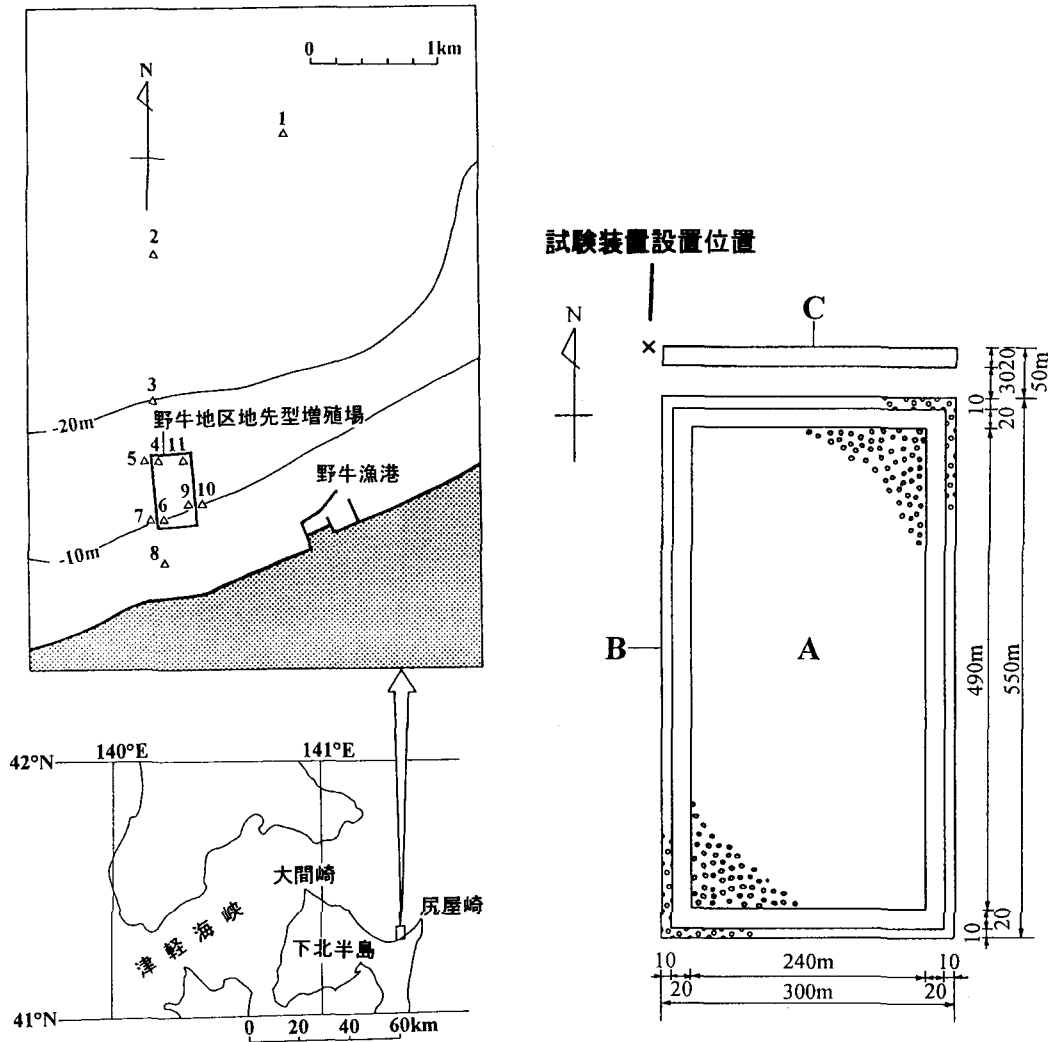 0 1km
N
1
2
3
-20m
野牛地区地先型増殖場
5 4 11
9 10
7 6
野牛漁港
-10m
8
42°N
140°E 141°E
大間崎
尻屋崎
津軽海峡
下北半島
41°N
0 20 40 60km
試験装置設置位置
N
C
×
20
30
50m
10
20
B
A
490m
550m
20
10
10 240m 10
20 20
300m